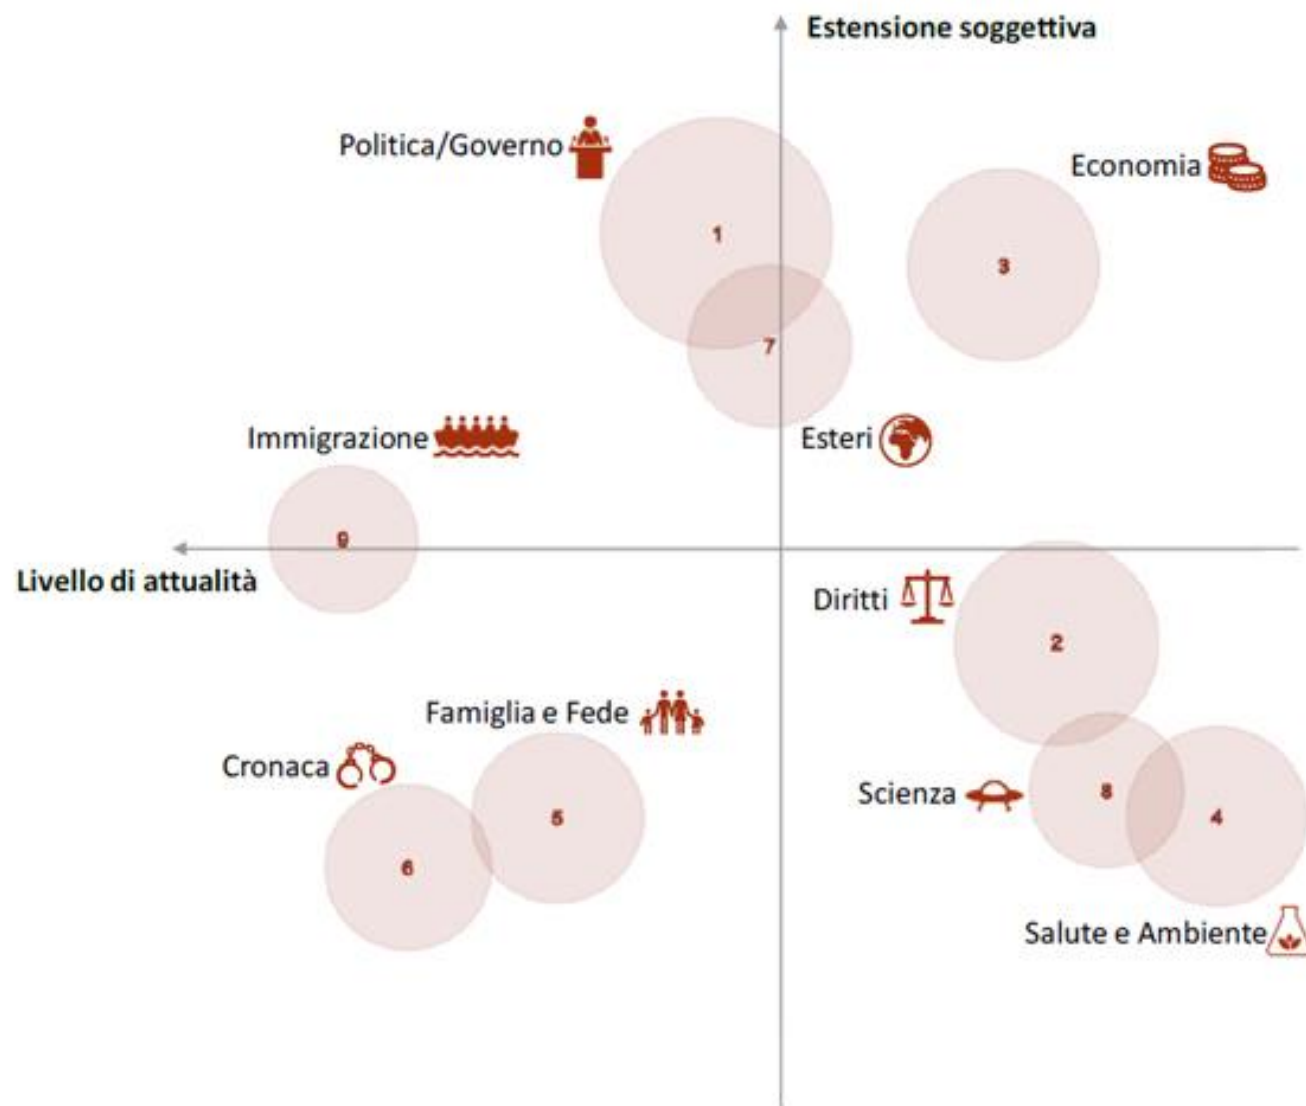 Estensione soggettiva
Politica/Governo
Economia
1
3
7
Immigrazione
Esteri
9
Livello di attualità
Diritti
2
Famiglia e Fede
Cronaca
Scienza
8
4
5
6
Salute e Ambiente